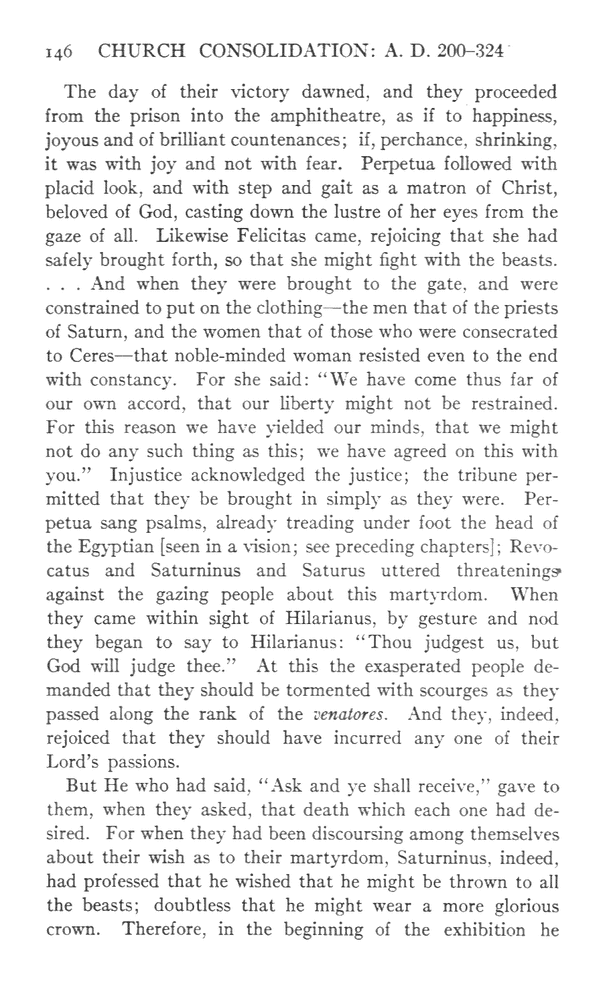 146 CHURCH CONSOLIDATION: A. D. 200–324
The day of their victory dawned, and they proceeded
from the prison into the amphitheatre, as if to happiness,
joyous and of brilliant countenances; if, perchance, shrinking,
it was with joy and not with fear. Perpetua followed with
placid look, and with step and gait as a matron of Christ,
beloved of God, casting down the lustre of her eyes from the
gaze of all. Likewise Felicitas came, rejoicing that she had
safely brought forth, so that she might fight with the beasts.
. . . And when they were brought to the gate, and were
constrained to put on the clothing—the men that of the priests
of Saturn, and the women that of those who were consecrated
to Ceres—that noble-minded woman resisted even to the end
with constancy. For she said: “We have come thus far of
our own accord, that our liberty might not be restrained.
For this reason we have yielded our minds, that we might
not do any such thing as this; we have agreed on this with
you.” Injustice acknowledged the justice; the tribune per-
mitted that they be brought in simply as they were. Per-
petua sang psalms, already treading under foot the head of
the Egyptian [seen in a vision; see preceding chapters]; Revo-
catus and Saturninus and Saturus uttered threatenings
against the gazing people about this martyrdom. When
they came within sight of Hilarianus, by gesture and nod
they began to say to Hilarianus: “Thou judgest us, but
God will judge thee.” At this the exasperated people de-
manded that they should be tormented with scourges as they
passed along the rank of the venatores. And they, indeed,
rejoiced that they should have incurred any one of their
Lord’s passions.
But He who had said, “Ask and ye shall receive,” gave to
them, when they asked, that death which each one had de-
sired. For when they had been discoursing among themselves
about their wish as to their martyrdom, Saturninus, indeed,
had professed that he wished that he might be thrown to all
the beasts; doubtless that he might wear a more glorious
crown. Therefore, in the beginning of the exhibition he